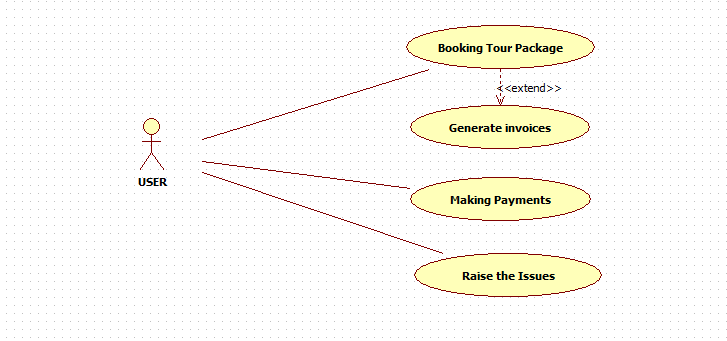 Booking Tour Package
<<extend>>
Generate invoices
USER
Making Payments
Raise the Issues